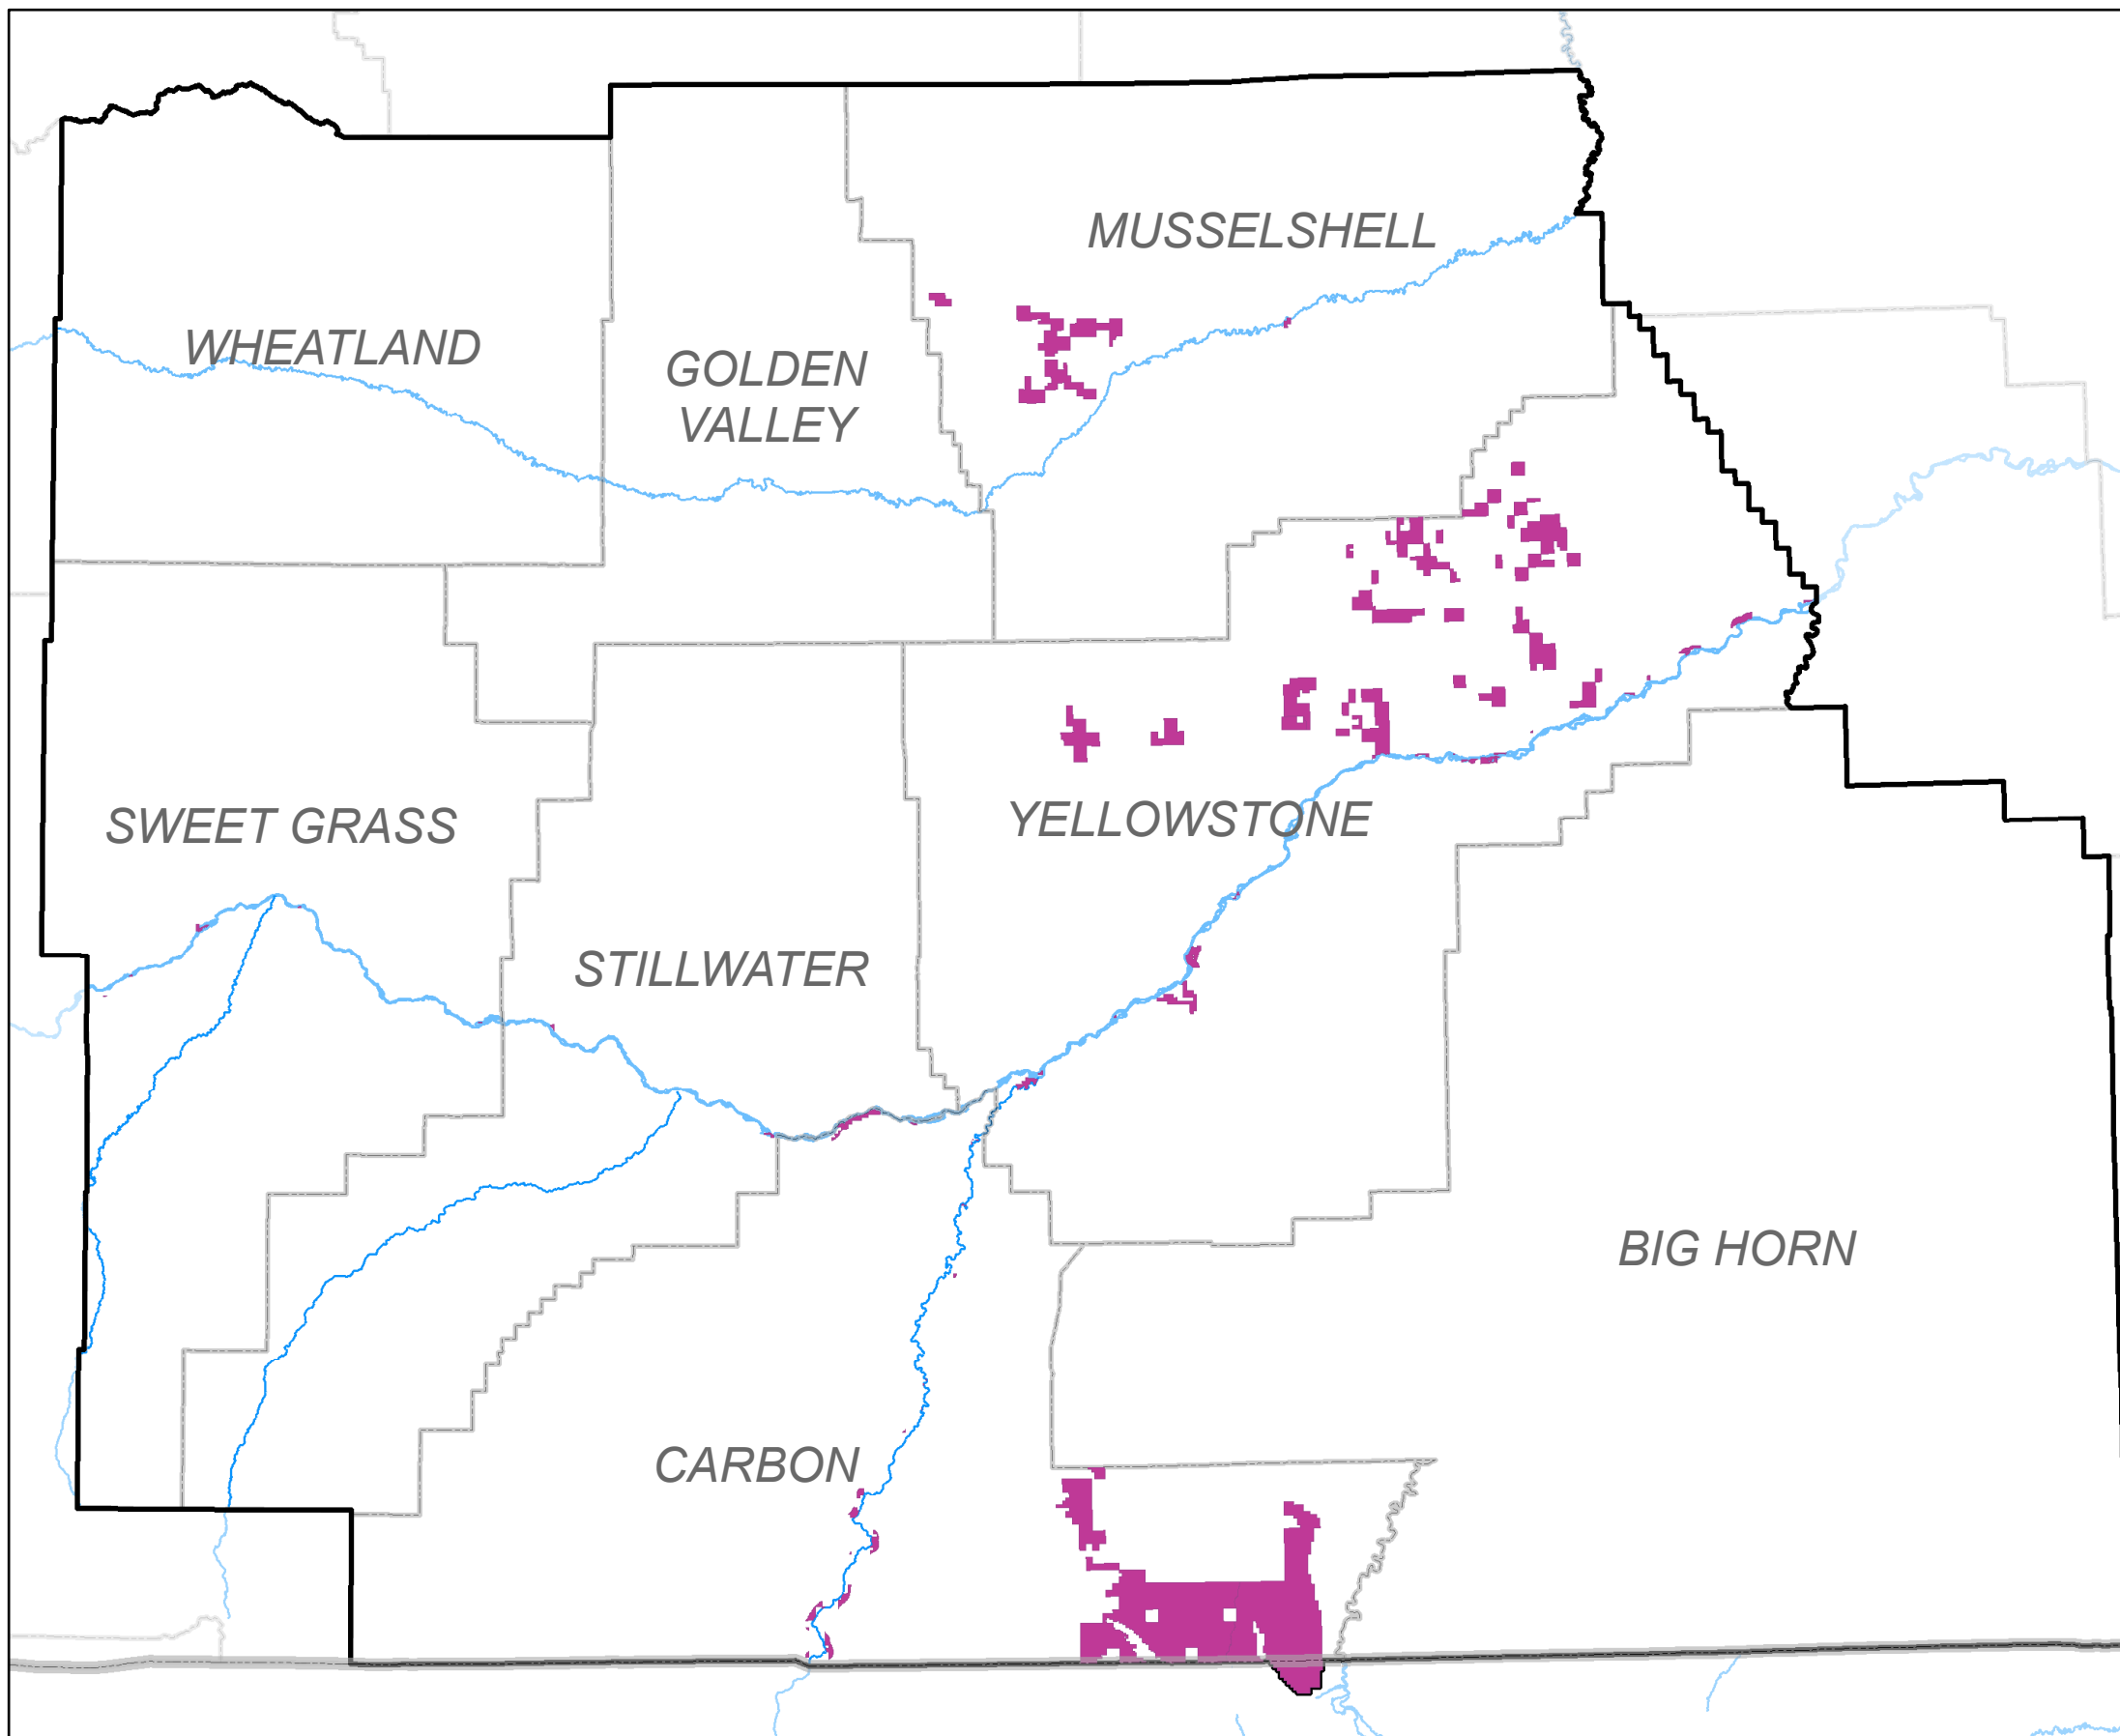 MUSSELSHELL
WHEATLAND
GOLDEN
VALLEY
SWEET GRASS
YELLOWSTONE
STILLWATER
BIG HORN
CARBON